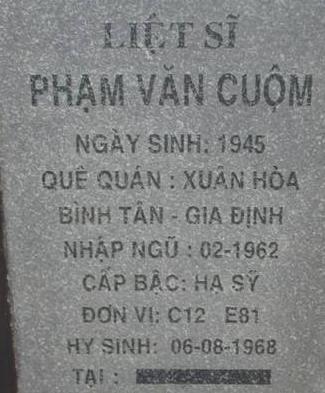 LIỆT SĨ
PHẠM VĂN CUỘM
NGÀY SINH: 1945
QUÊ QUÁN : XUÂN HÒA
BÌNH TÂN - GIA ĐỊNH
NHẬP NGŨ : 02-1962
CẤP BẬC: HẠ SỸ
ĐƠN VỊ: C12 E81
HY SINH: 06-08-1968
TẠI :